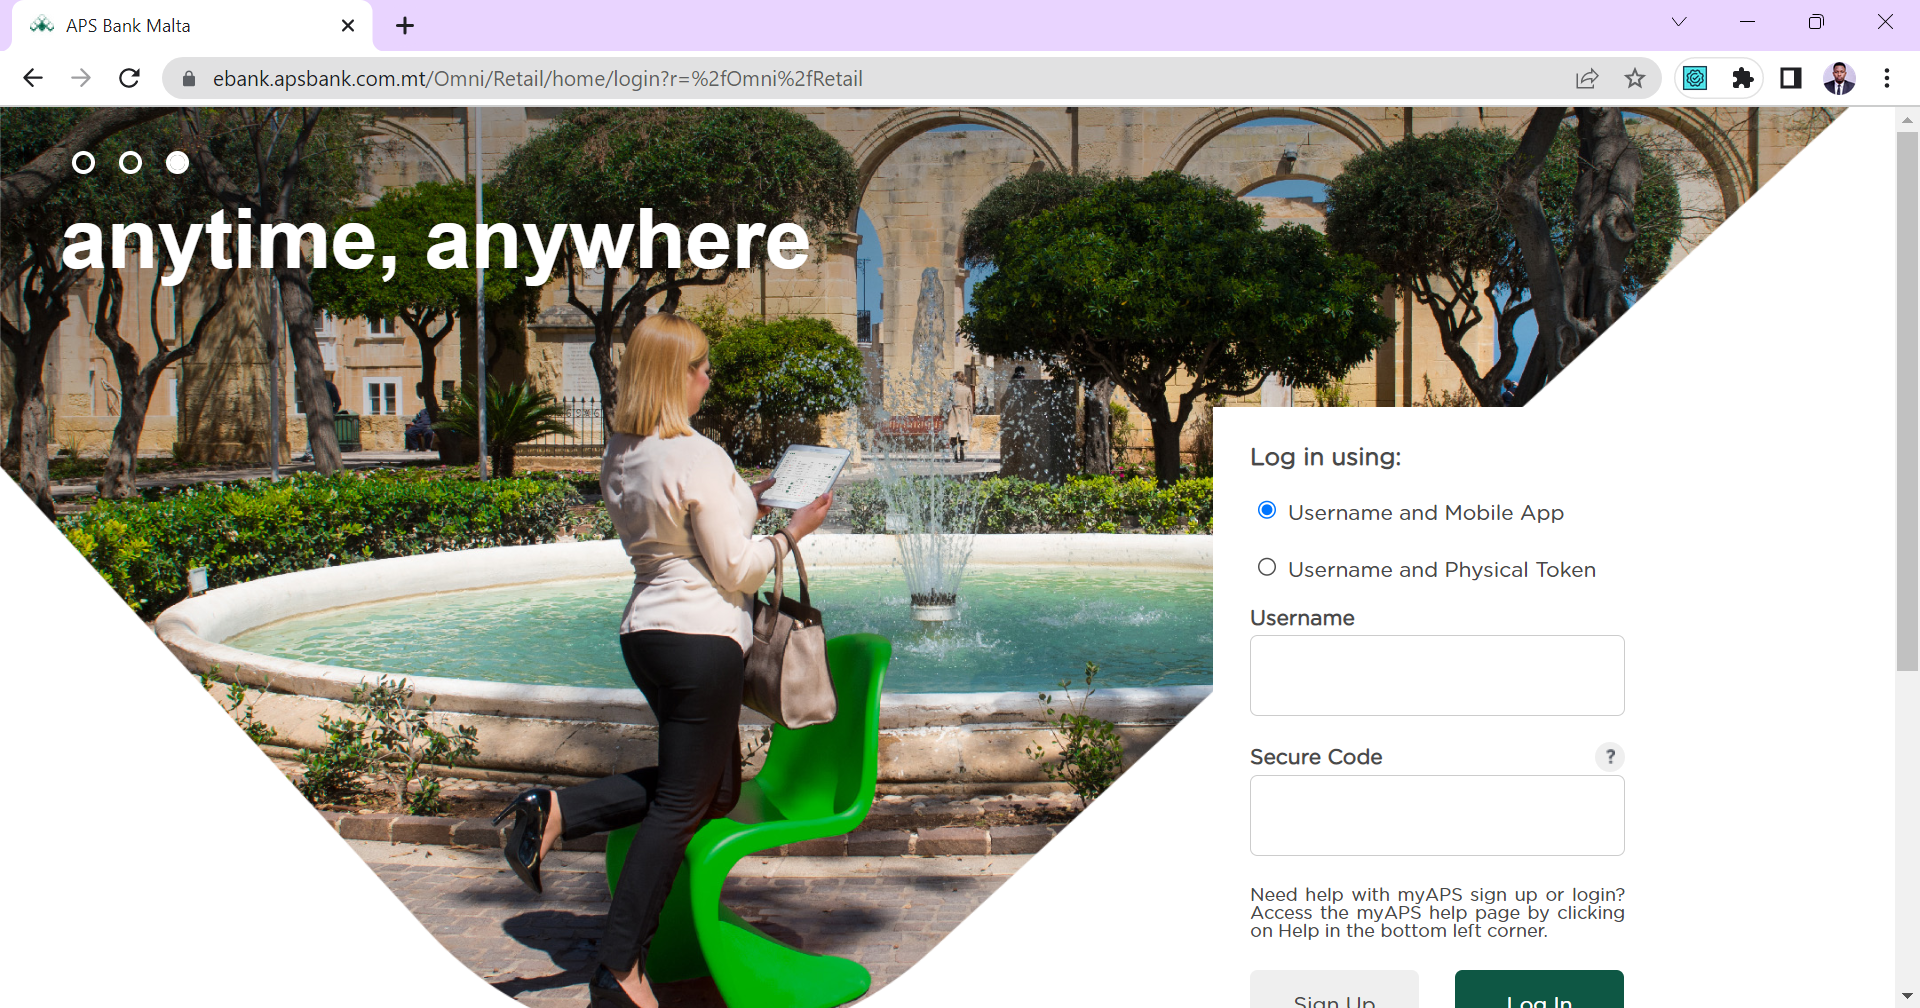 APS Bank Malta
ebank.apsbank.com.mt/Omni/Retail/home/login?r=%2fOmni%2fRetail
anytime, anywhere
Log in using:
Username and Mobile App
Username and Physical Token
Username
Secure Code
?
Need help with myAPS sign up or login?
Access the myAPS help page by clicking
on Help in the bottom left corner.
Sign Up
Log In